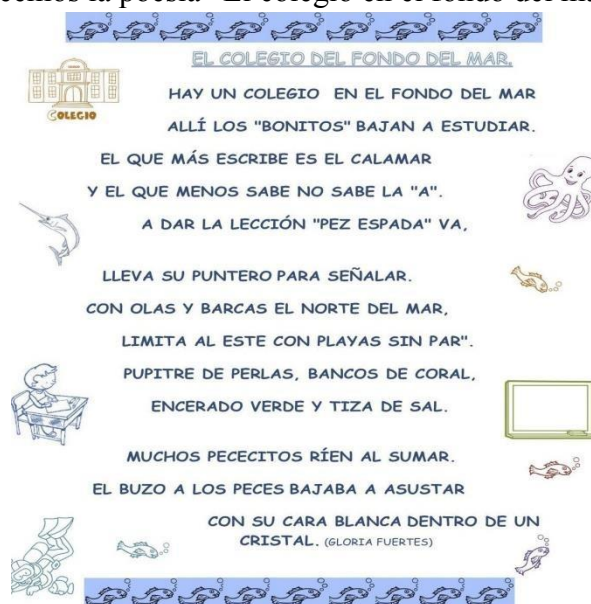 EL COLEGIO DEL FONDO DEL MAR.
COLEGIO
HAY UN COLEGIO EN EL FONDO DEL MAR
ALLÍ LOS "BONITOS" BAJAN A ESTUDIAR.
EL QUE MÁS ESCRIBE ES EL CALAMAR
Y EL QUE MENOS SABE NO SABE LA "A".
A DAR LA LECCIÓN "PEZ ESPADA" VA,
LLEVA SU PUNTERO PARA SEÑALAR.
CON OLAS Y BARCAS EL NORTE DEL MAR,
LIMITA AL ESTE CON PLAYAS SIN PAR".
PUPITRE DE PERLAS, BANCOS DE CORAL,
ENCERADO VERDE Y TIZA DE SAL.
MUCHOS PECECITOS RÍEN AL SUMAR.
EL BUZO A LOS PECES BAJABA A ASUSTAR
CON SU CARA BLANCA DENTRO DE UN
CRISTAL. (GLORIA FUERTES)